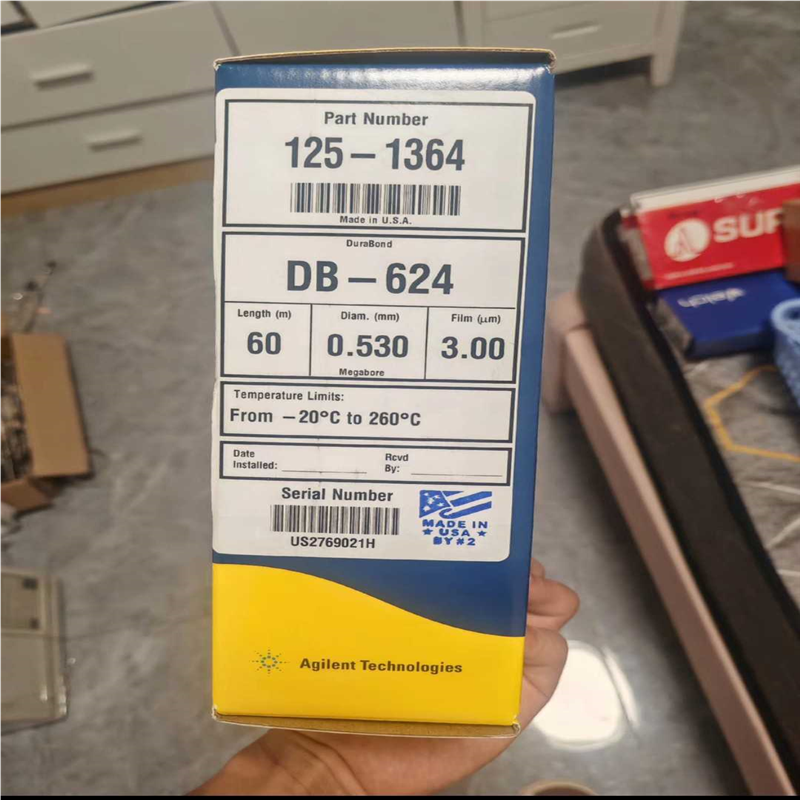 Part Number
125-1364
Made in U.S.A.
DuraBond
DB-624
Length (m)
60
Diam. (mm)
0.530
Megabore
Film (μm)
3.00
Temperature Limits:
From -20°C to 260°C
Date
Installed:
Rcvd
By:
Serial Number
US2769021H
MADE IN
USA
BY#2
Agilent Technologies
SUP
elch